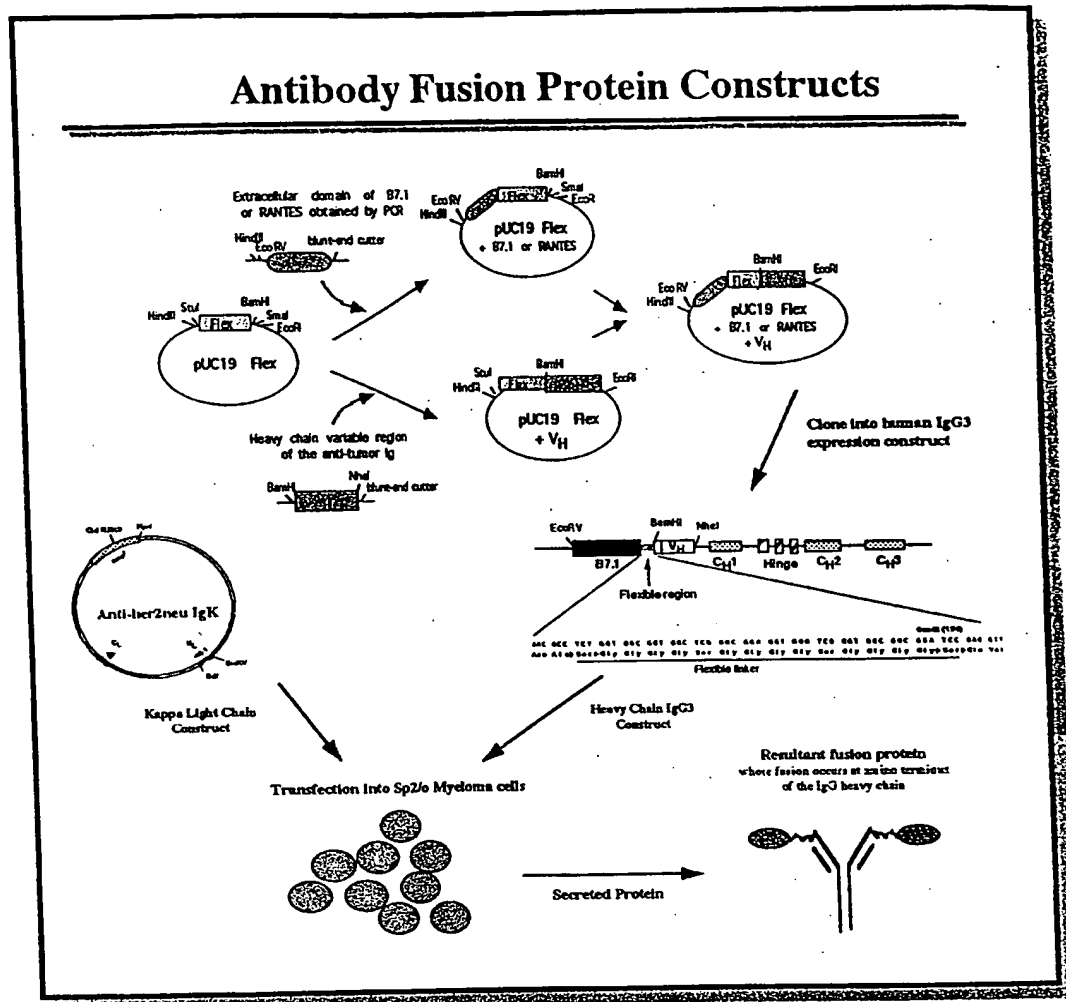 Antibody Fusion Protein Constructs
Extracellular domain of B7.1
or RANTES obtained by PCR
HindIII
EcoRV
blunt-end cutter
EcoRV
HindIII
BamHI
SmaI
EcoR
Flex
pUC19 Flex
+ B7.1 or RANTES
HindIII
StuI
BamHI
SmaI
EcoRI
Flex
pUC19 Flex
EcoRV
HindIII
BamHI
EcoRI
Flex
pUC19 Flex
+ B7.1 or RANTES
+ VH
StuI
HindIII
BamHI
EcoRI
Flex
pUC19 Flex
+ VH
Heavy chain variable region
of the anti-tumor Ig
BamHI
NheI
blunt-end cutter
Clone into human IgG3
expression construct
EcoRV
BamHI
NheI
B7.1
VH
CH1
Hinge
CH2
CH3
Flexible region
Anti-her2neu IgK
Flexible linker
Kappa Light Chain
Construct
Heavy Chain IgG3
Construct
Transfection into Sp2/o Myeloma cells
Resultant fusion protein
whose fusion occurs at amino terminus
of the IgG heavy chain
Secreted Protein